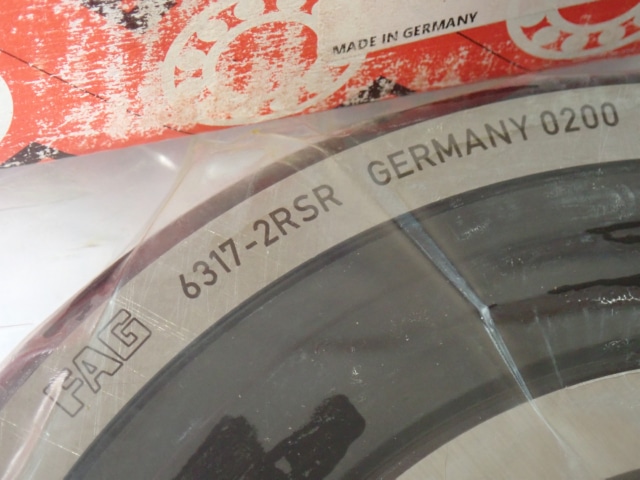 MADE IN GERMANY
FAG 6317-2RSR GERMANY 0200